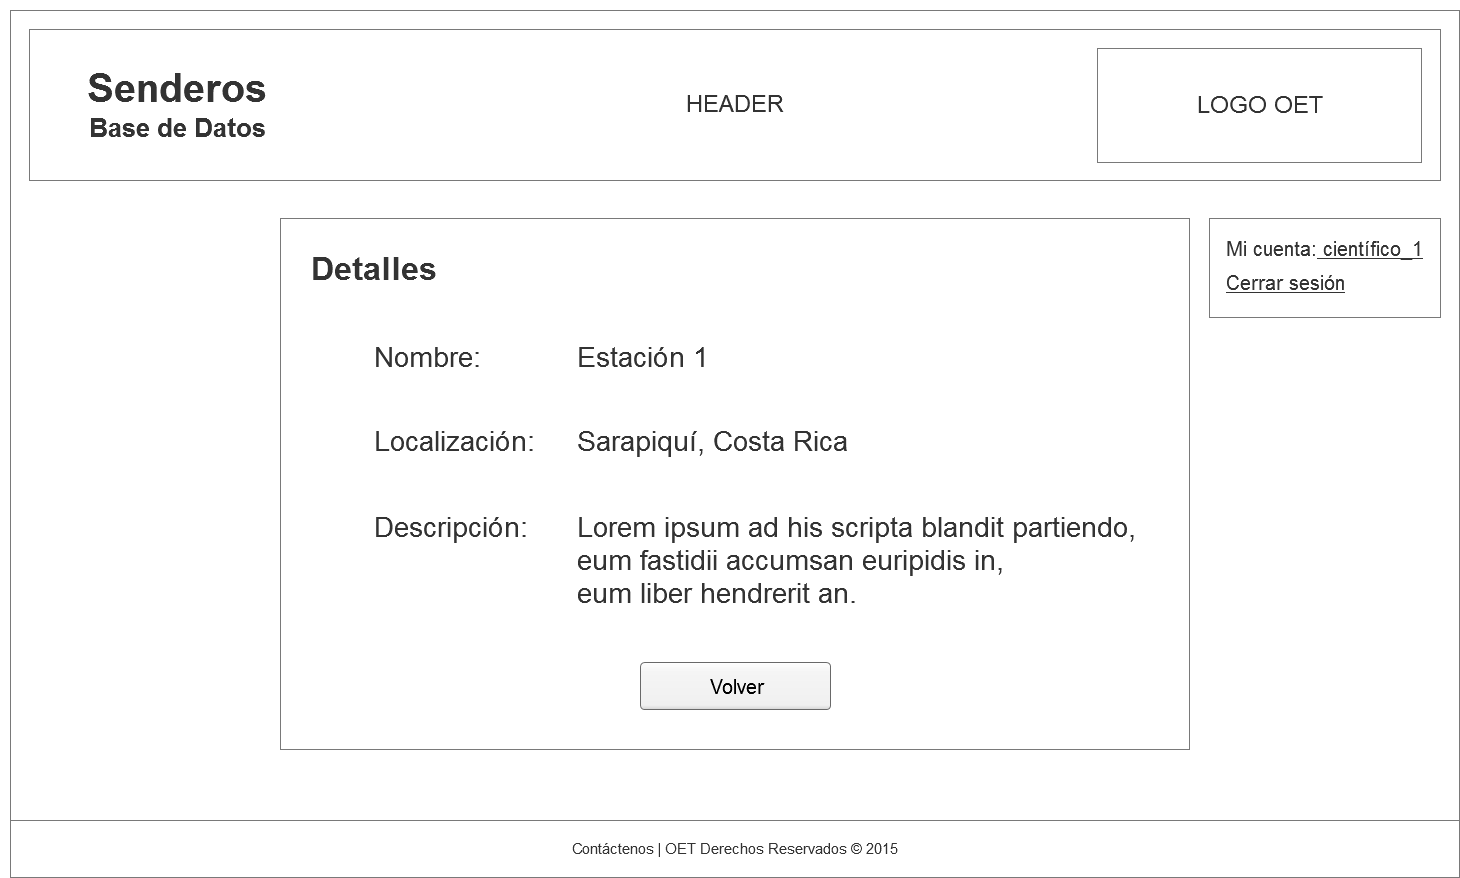 Senderos
Base de Datos
HEADER
LOGO OET
Mi cuenta: científico_1
Cerrar sesión
Detalles
Nombre: Estación 1
Localización: Sarapiquí, Costa Rica
Descripción: Lorem ipsum ad his scripta blandit partiendo,
eum fastidii accumsan euripidis in,
eum liber hendrerit an.
Volver
Contáctenos | OET Derechos Reservados © 2015